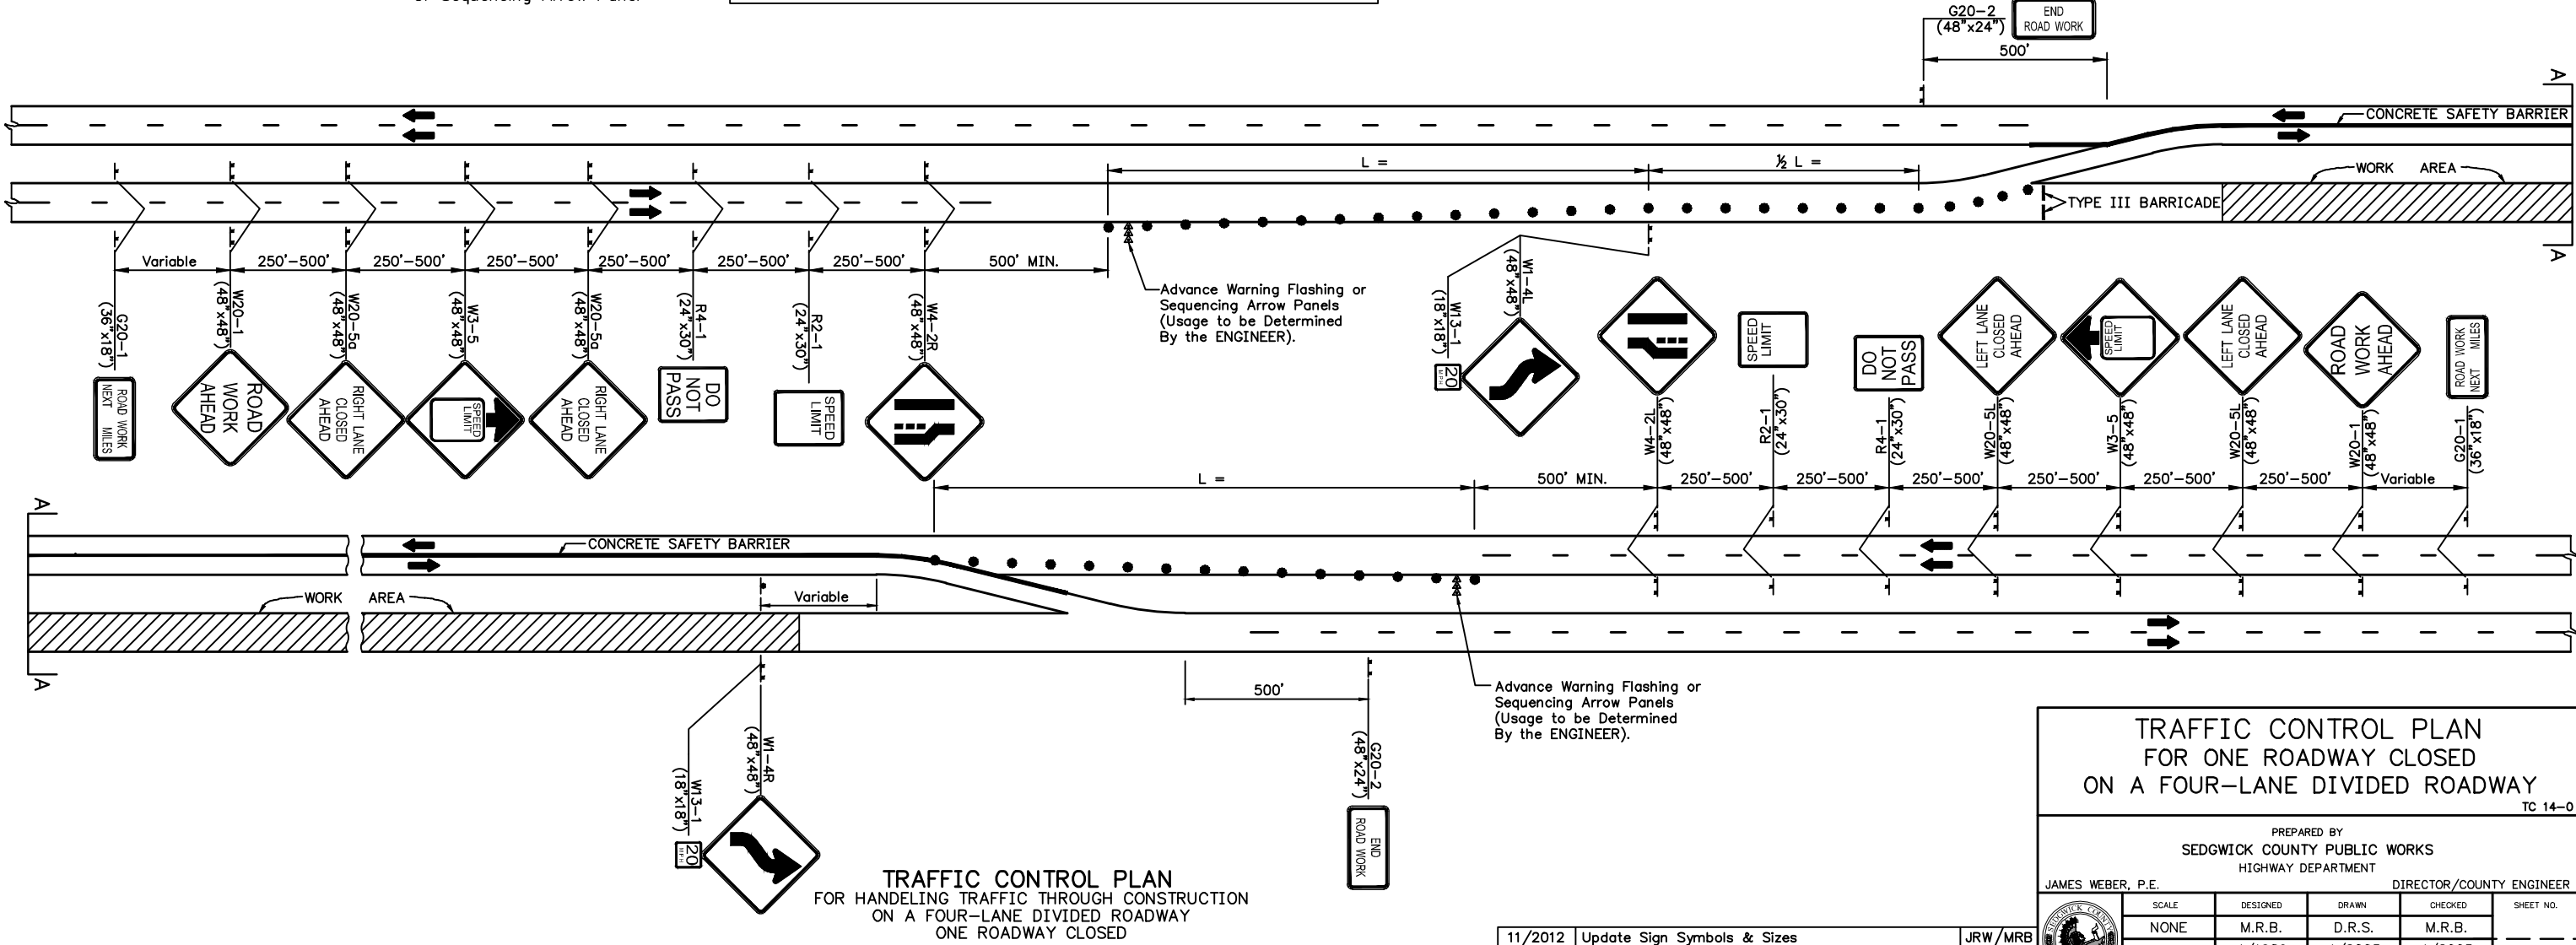 or Sequencing Arrow Panel
G20-2
(48"x24")
END
ROAD WORK
500'
A
A
CONCRETE SAFETY BARRIER
L =
½ L =
WORK AREA
TYPE III BARRICADE
Variable
250'-500'
250'-500'
250'-500'
250'-500'
250'-500'
250'-500'
500' MIN.
G20-1
(36"x18")
W20-1
(48"x48")
W20-5a
(48"x48")
W3-5
(48"x48")
W20-5a
(48"x48")
R4-1
(24"x30")
R2-1
(24"x30")
W4-2R
(48"x48")
ROAD WORK
NEXT MILES
ROAD
WORK
AHEAD
RIGHT LANE
CLOSED
AHEAD
SPEED
LIMIT
RIGHT LANE
CLOSED
AHEAD
DO
NOT
PASS
SPEED
LIMIT
Advance Warning Flashing or
Sequencing Arrow Panels
(Usage to be Determined
By the ENGINEER).
W13-1
(18"x18")
20
MPH
W1-4L
(48"x48")
SPEED
LIMIT
DO
NOT
PASS
LEFT LANE
CLOSED
AHEAD
SPEED
LIMIT
LEFT LANE
CLOSED
AHEAD
ROAD
WORK
AHEAD
ROAD WORK
NEXT MILES
W4-2L
(48"x48")
R2-1
(24"x30")
R4-1
(24"x30")
W20-5L
(48"x48")
W3-5
(48"x48")
W20-5L
(48"x48")
W20-1
(48"x48")
G20-1
(36"x18")
L =
500' MIN.
250'-500'
250'-500'
250'-500'
250'-500'
250'-500'
250'-500'
Variable
A
A
CONCRETE SAFETY BARRIER
WORK AREA
Variable
500'
W13-1
(18"x18")
20
MPH
W1-4R
(48"x48")
G20-2
(48"x24")
END
ROAD WORK
Advance Warning Flashing or
Sequencing Arrow Panels
(Usage to be Determined
By the ENGINEER).
TRAFFIC CONTROL PLAN
FOR HANDELING TRAFFIC THROUGH CONSTRUCTION
ON A FOUR-LANE DIVIDED ROADWAY
ONE ROADWAY CLOSED
11/2012 Update Sign Symbols & Sizes JRW/MRB
TRAFFIC CONTROL PLAN
FOR ONE ROADWAY CLOSED
ON A FOUR-LANE DIVIDED ROADWAY
TC 14-0
PREPARED BY
SEDGWICK COUNTY PUBLIC WORKS
HIGHWAY DEPARTMENT
JAMES WEBER, P.E. DIRECTOR/COUNTY ENGINEER
SEDGWICK COUNTY
SCALE DESIGNED DRAWN CHECKED SHEET NO.
NONE M.R.B. D.R.S. M.R.B.